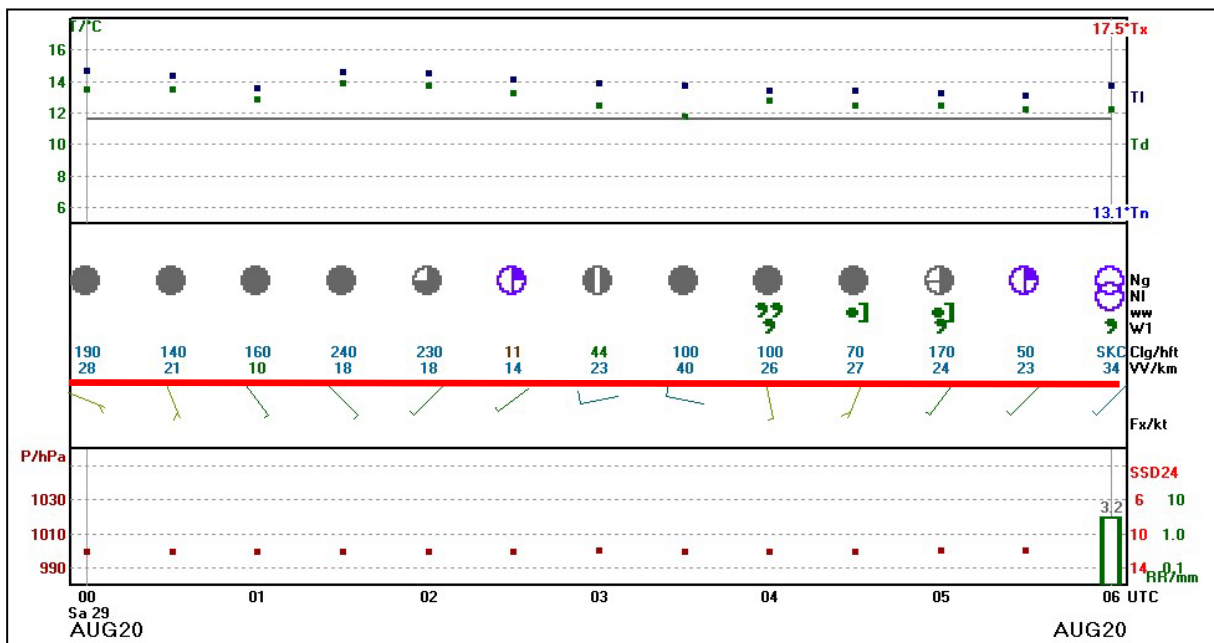 T/°C 17.5°Tx
16
14 Tl
12
10 Td
8
6 13.1°Tn
Ng
Nl
ww
W1
190 140 160 240 230 11 44 100 100 70 170 50 SKC Clg/hft
28 21 10 18 18 14 23 40 26 27 24 23 34 VV/km
Fx/kt
P/hPa SSD24
1030 6 10
3.2
1010 10 1.0
990 14 0.1
RR/mm
00 01 02 03 04 05 06 UTC
Sa 29
AUG20 AUG20